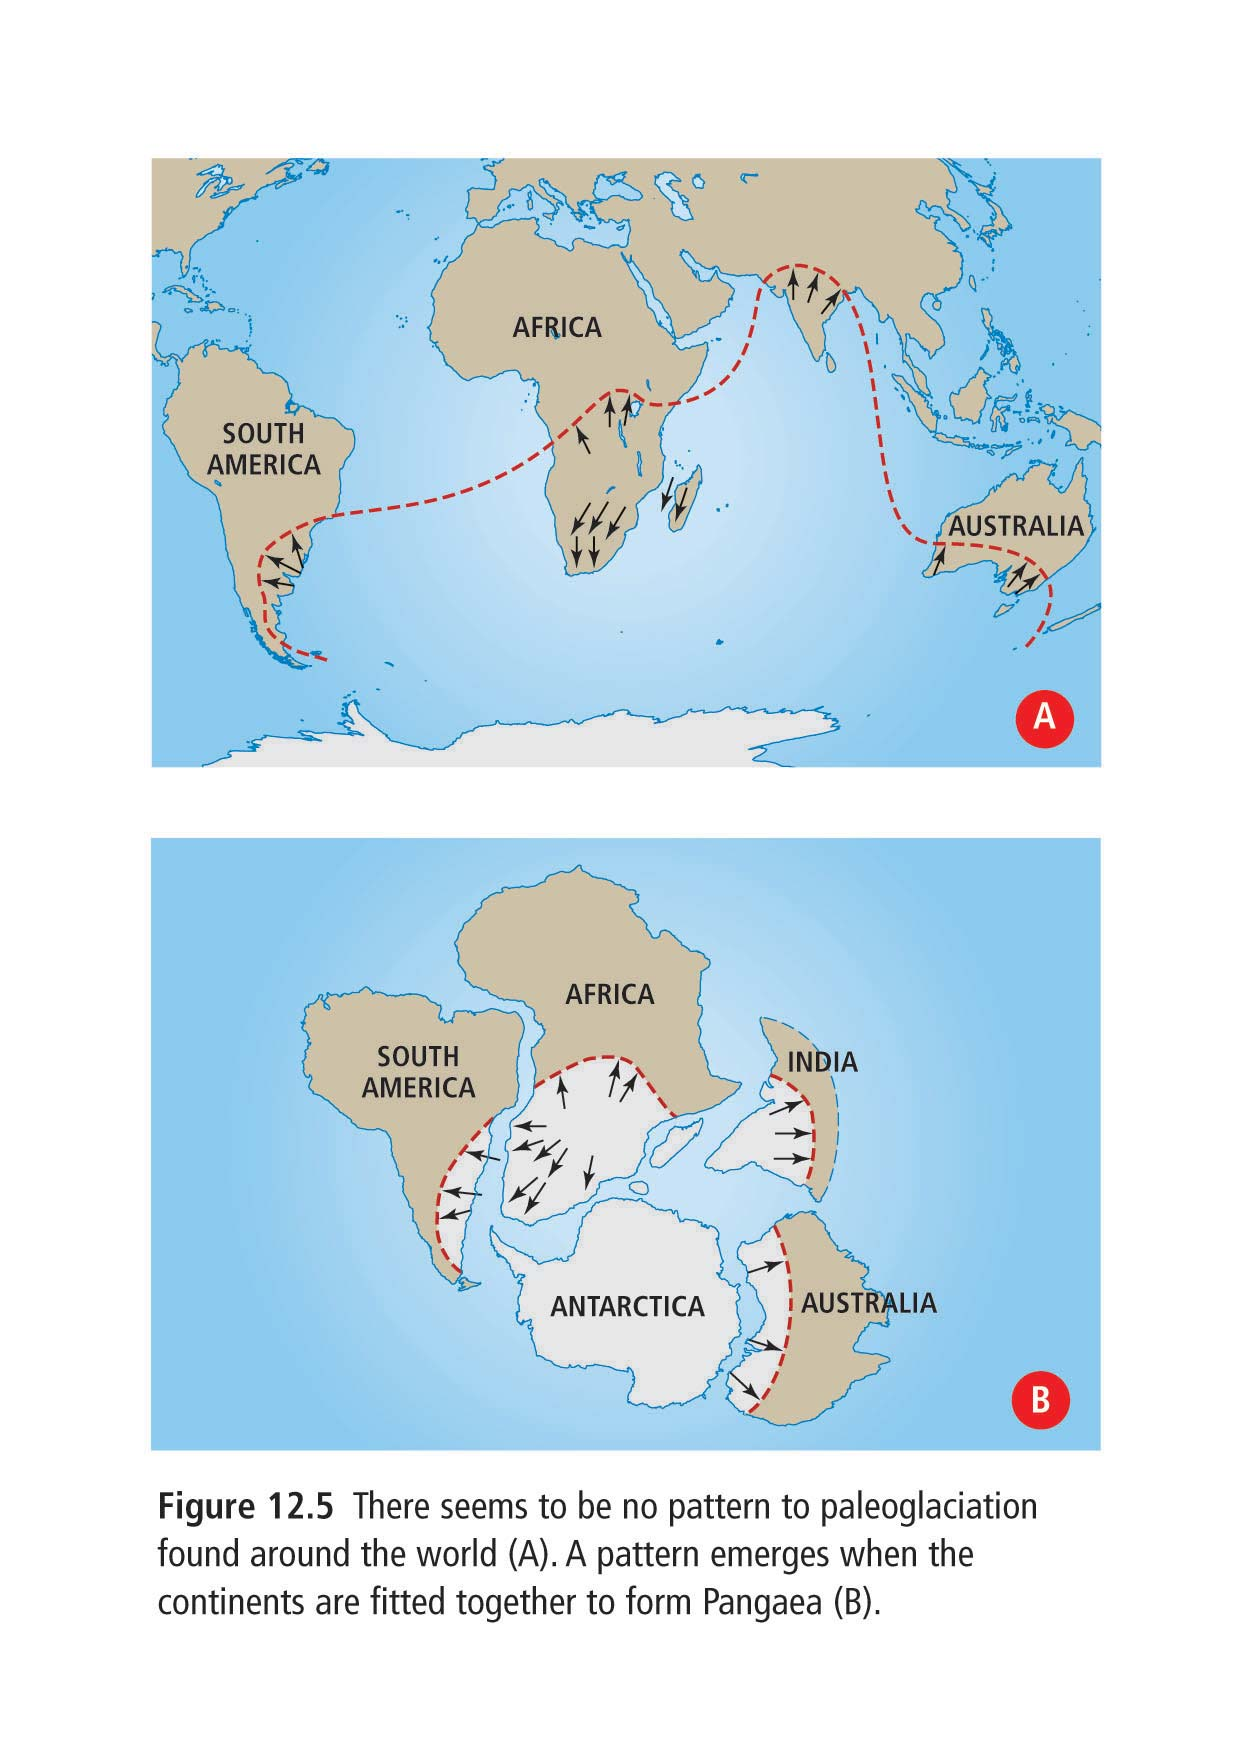 AFRICA
SOUTH
AMERICA
AUSTRALIA
A
AFRICA
SOUTH
AMERICA
INDIA
ANTARCTICA
AUSTRALIA
B
Figure 12.5 There seems to be no pattern to paleoglaciation
found around the world (A). A pattern emerges when the
continents are fitted together to form Pangaea (B).